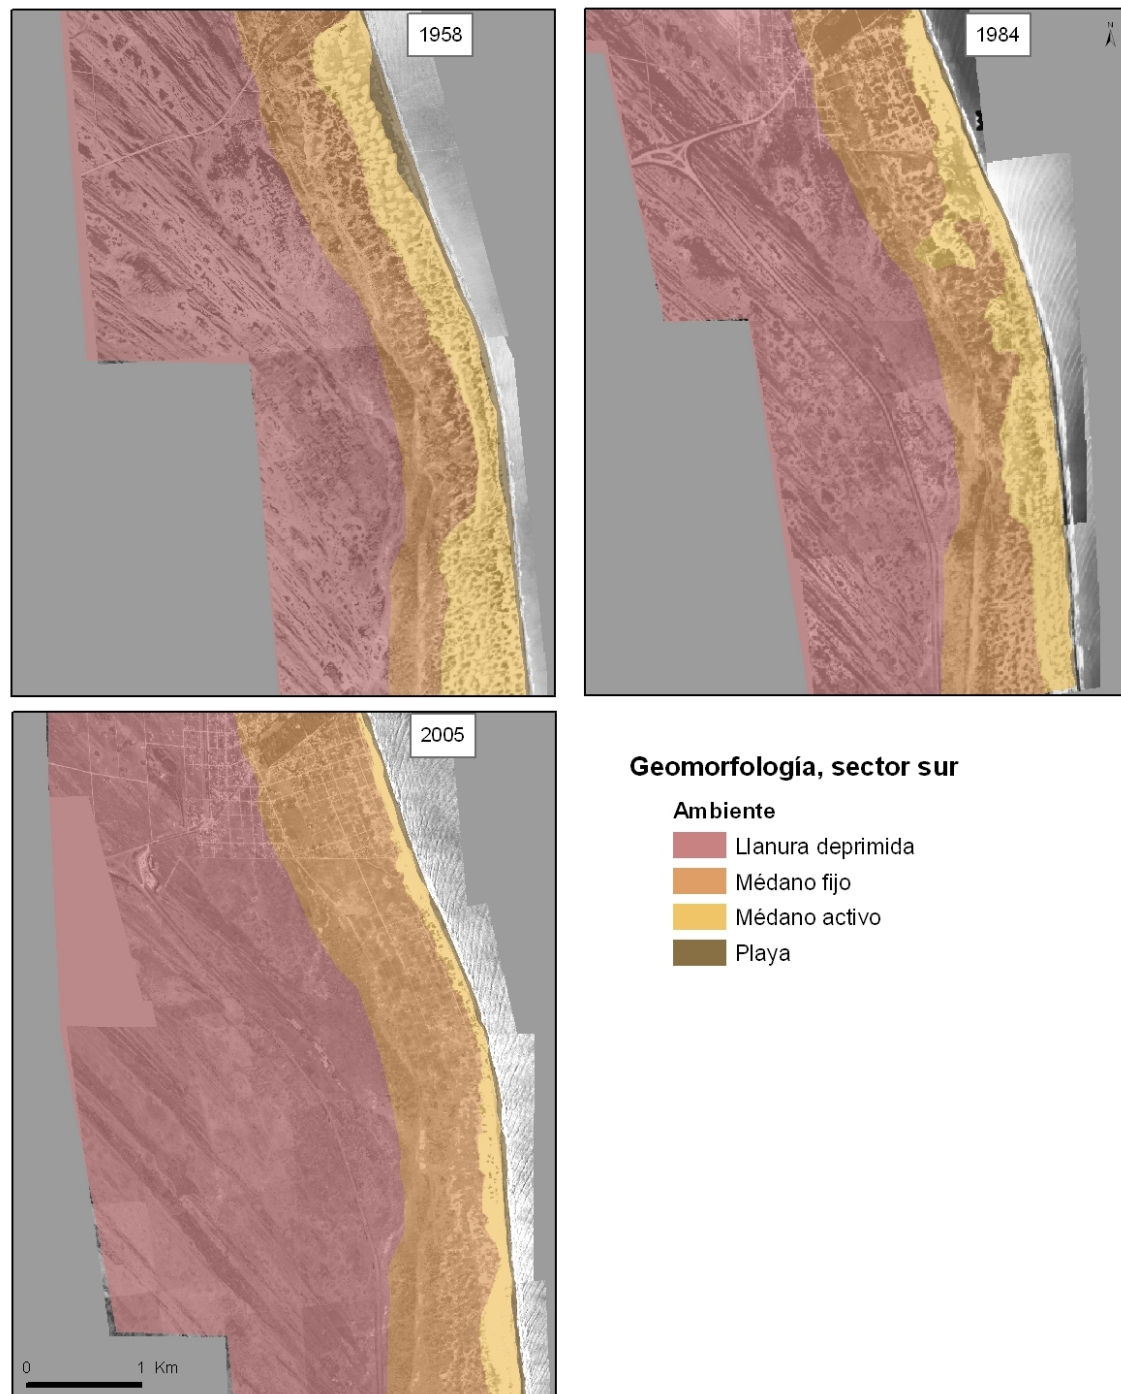 1958
1984
N
2005
Geomorfología, sector sur
Ambiente
Llanura deprimida
Médano fijo
Médano activo
Playa
0 1 Km